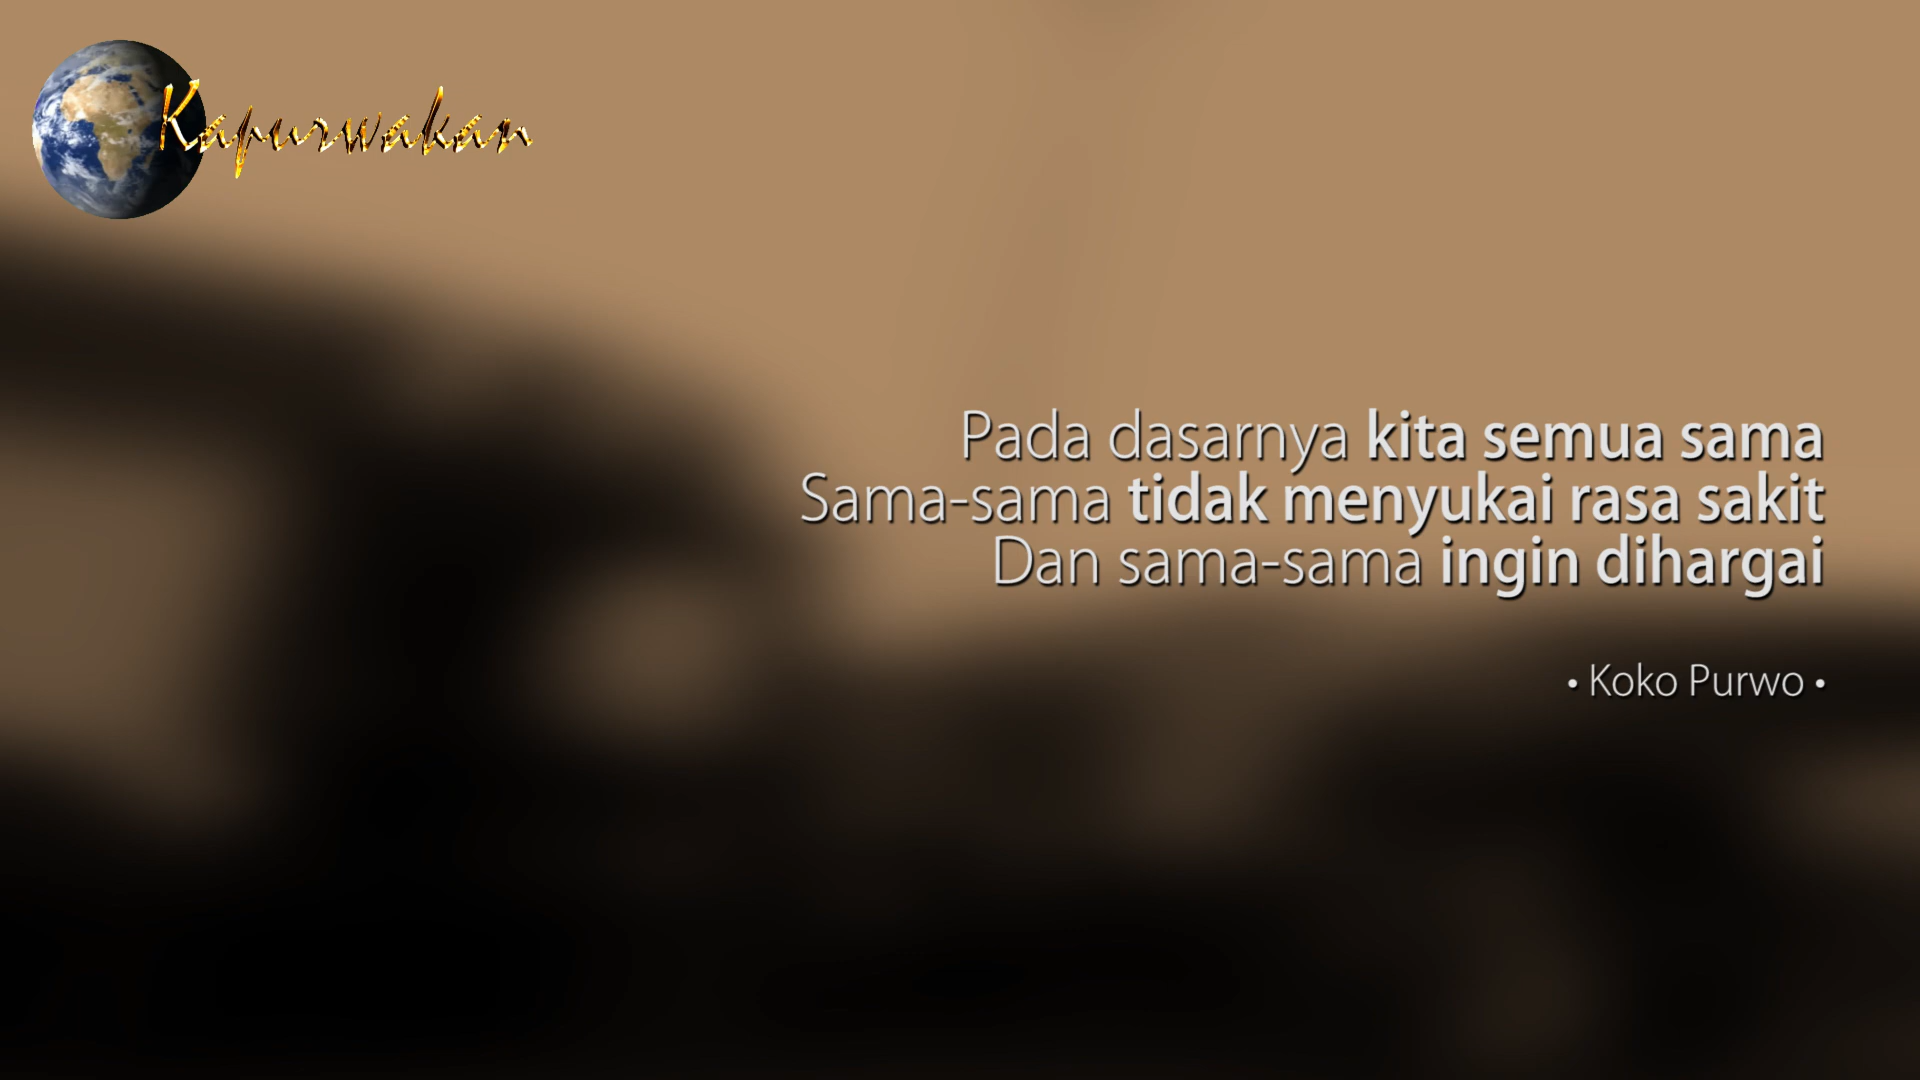 Kapurwakan
Pada dasarnya kita semua sama
Sama-sama tidak menyukai rasa sakit
Dan sama-sama ingin dihargai
• Koko Purwo •